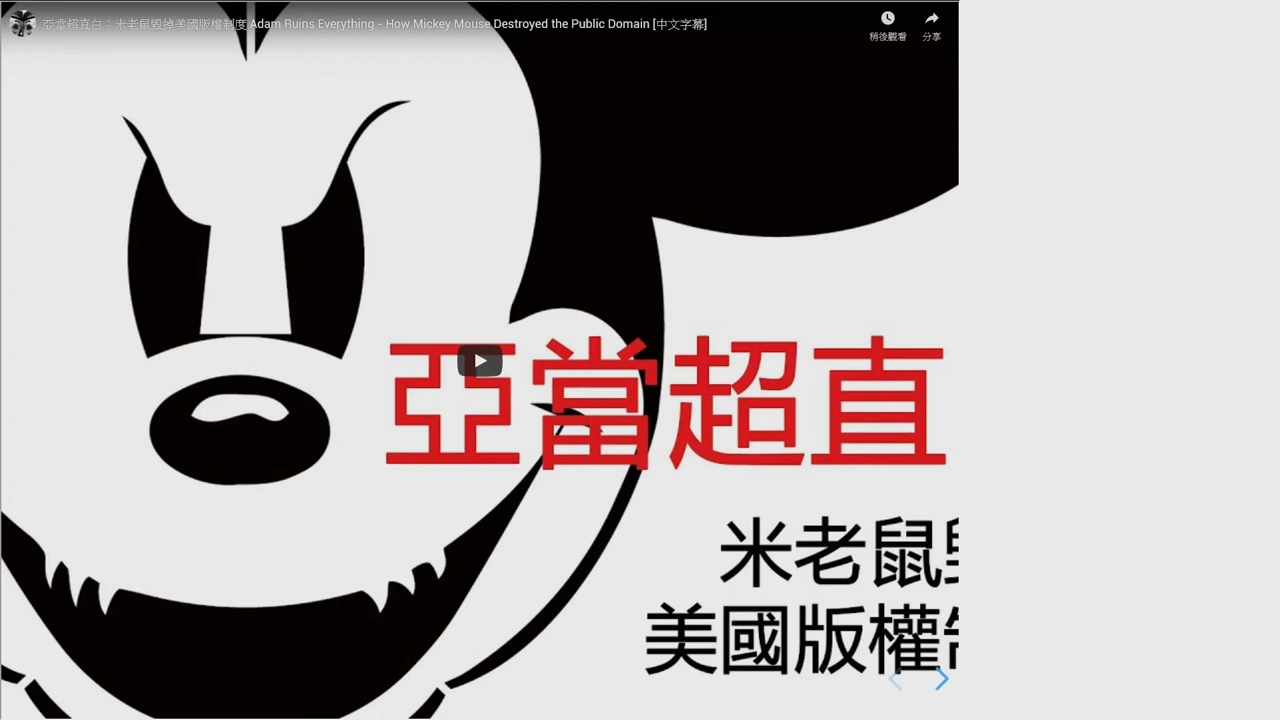 亞當超直白：米老鼠毀掉美國版權制度 Adam Ruins Everything - How Mickey Mouse Destroyed the Public Domain [中文字幕]
稍後觀看
分享
亞當超直
米老鼠毀
美國版權制